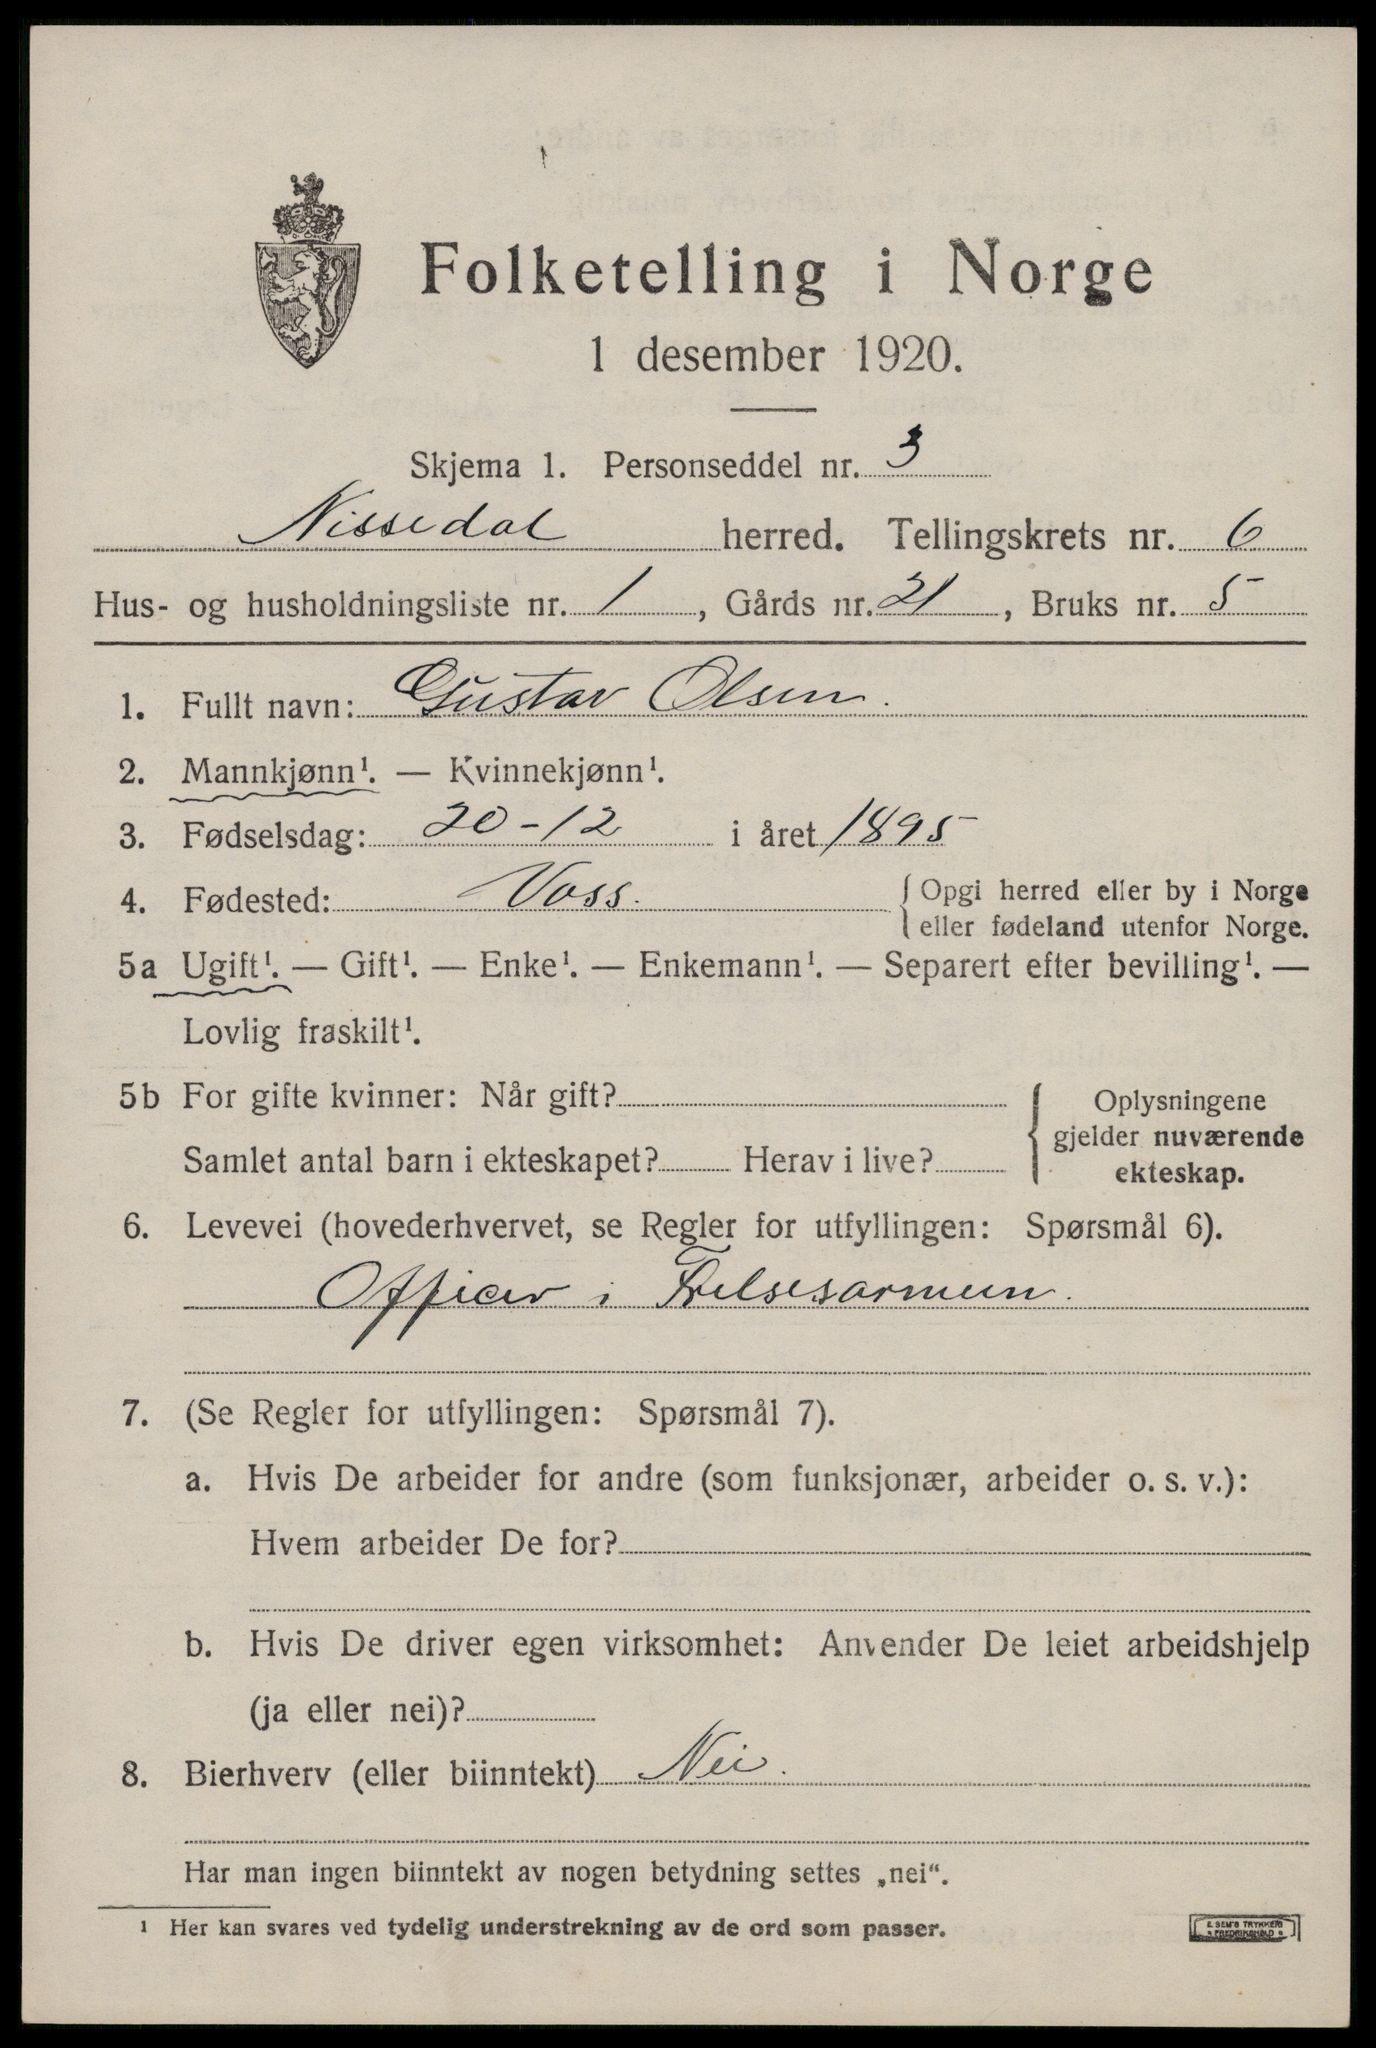 Folketelling i Norge
1 desember 1920.
Skjema 1. Personseddel nr. 3
Nissedal herred. Tellingskrets nr. 6
Hus- og husholdningsliste nr. 1, Gårds nr. 21, Bruks nr. 5
1. Fullt navn: Gustav Olsen.
2. Mannkjønn¹. — Kvinnekjønn¹.
3. Fødselsdag: 20-12 i året 1895
4. Fødested: Voss. { Opgi herred eller by i Norge
eller fødeland utenfor Norge.
5a Ugift¹. — Gift¹. — Enke¹. — Enkemann¹. — Separert efter bevilling¹. —
Lovlig fraskilt¹.
5b For gifte kvinner: Når gift?
Samlet antal barn i ekteskapet? Herav i live?
{ Oplysningene
gjelder nuværende
ekteskap.
6. Levevei (hovederhvervet, se Regler for utfyllingen: Spørsmål 6).
Officer i Frelsesarmeen.
7. (Se Regler for utfyllingen: Spørsmål 7).
a. Hvis De arbeider for andre (som funksjonær, arbeider o. s. v.):
Hvem arbeider De for?
b. Hvis De driver egen virksomhet: Anvender De leiet arbeidshjelp
(ja eller nei)?
8. Bierhverv (eller biinntekt) Nei.
Har man ingen biinntekt av nogen betydning settes „nei“.
¹ Her kan svares ved tydelig understrekning av de ord som passer.
E. SEM'S TRYKKERI
* FREDRIKSHALD *